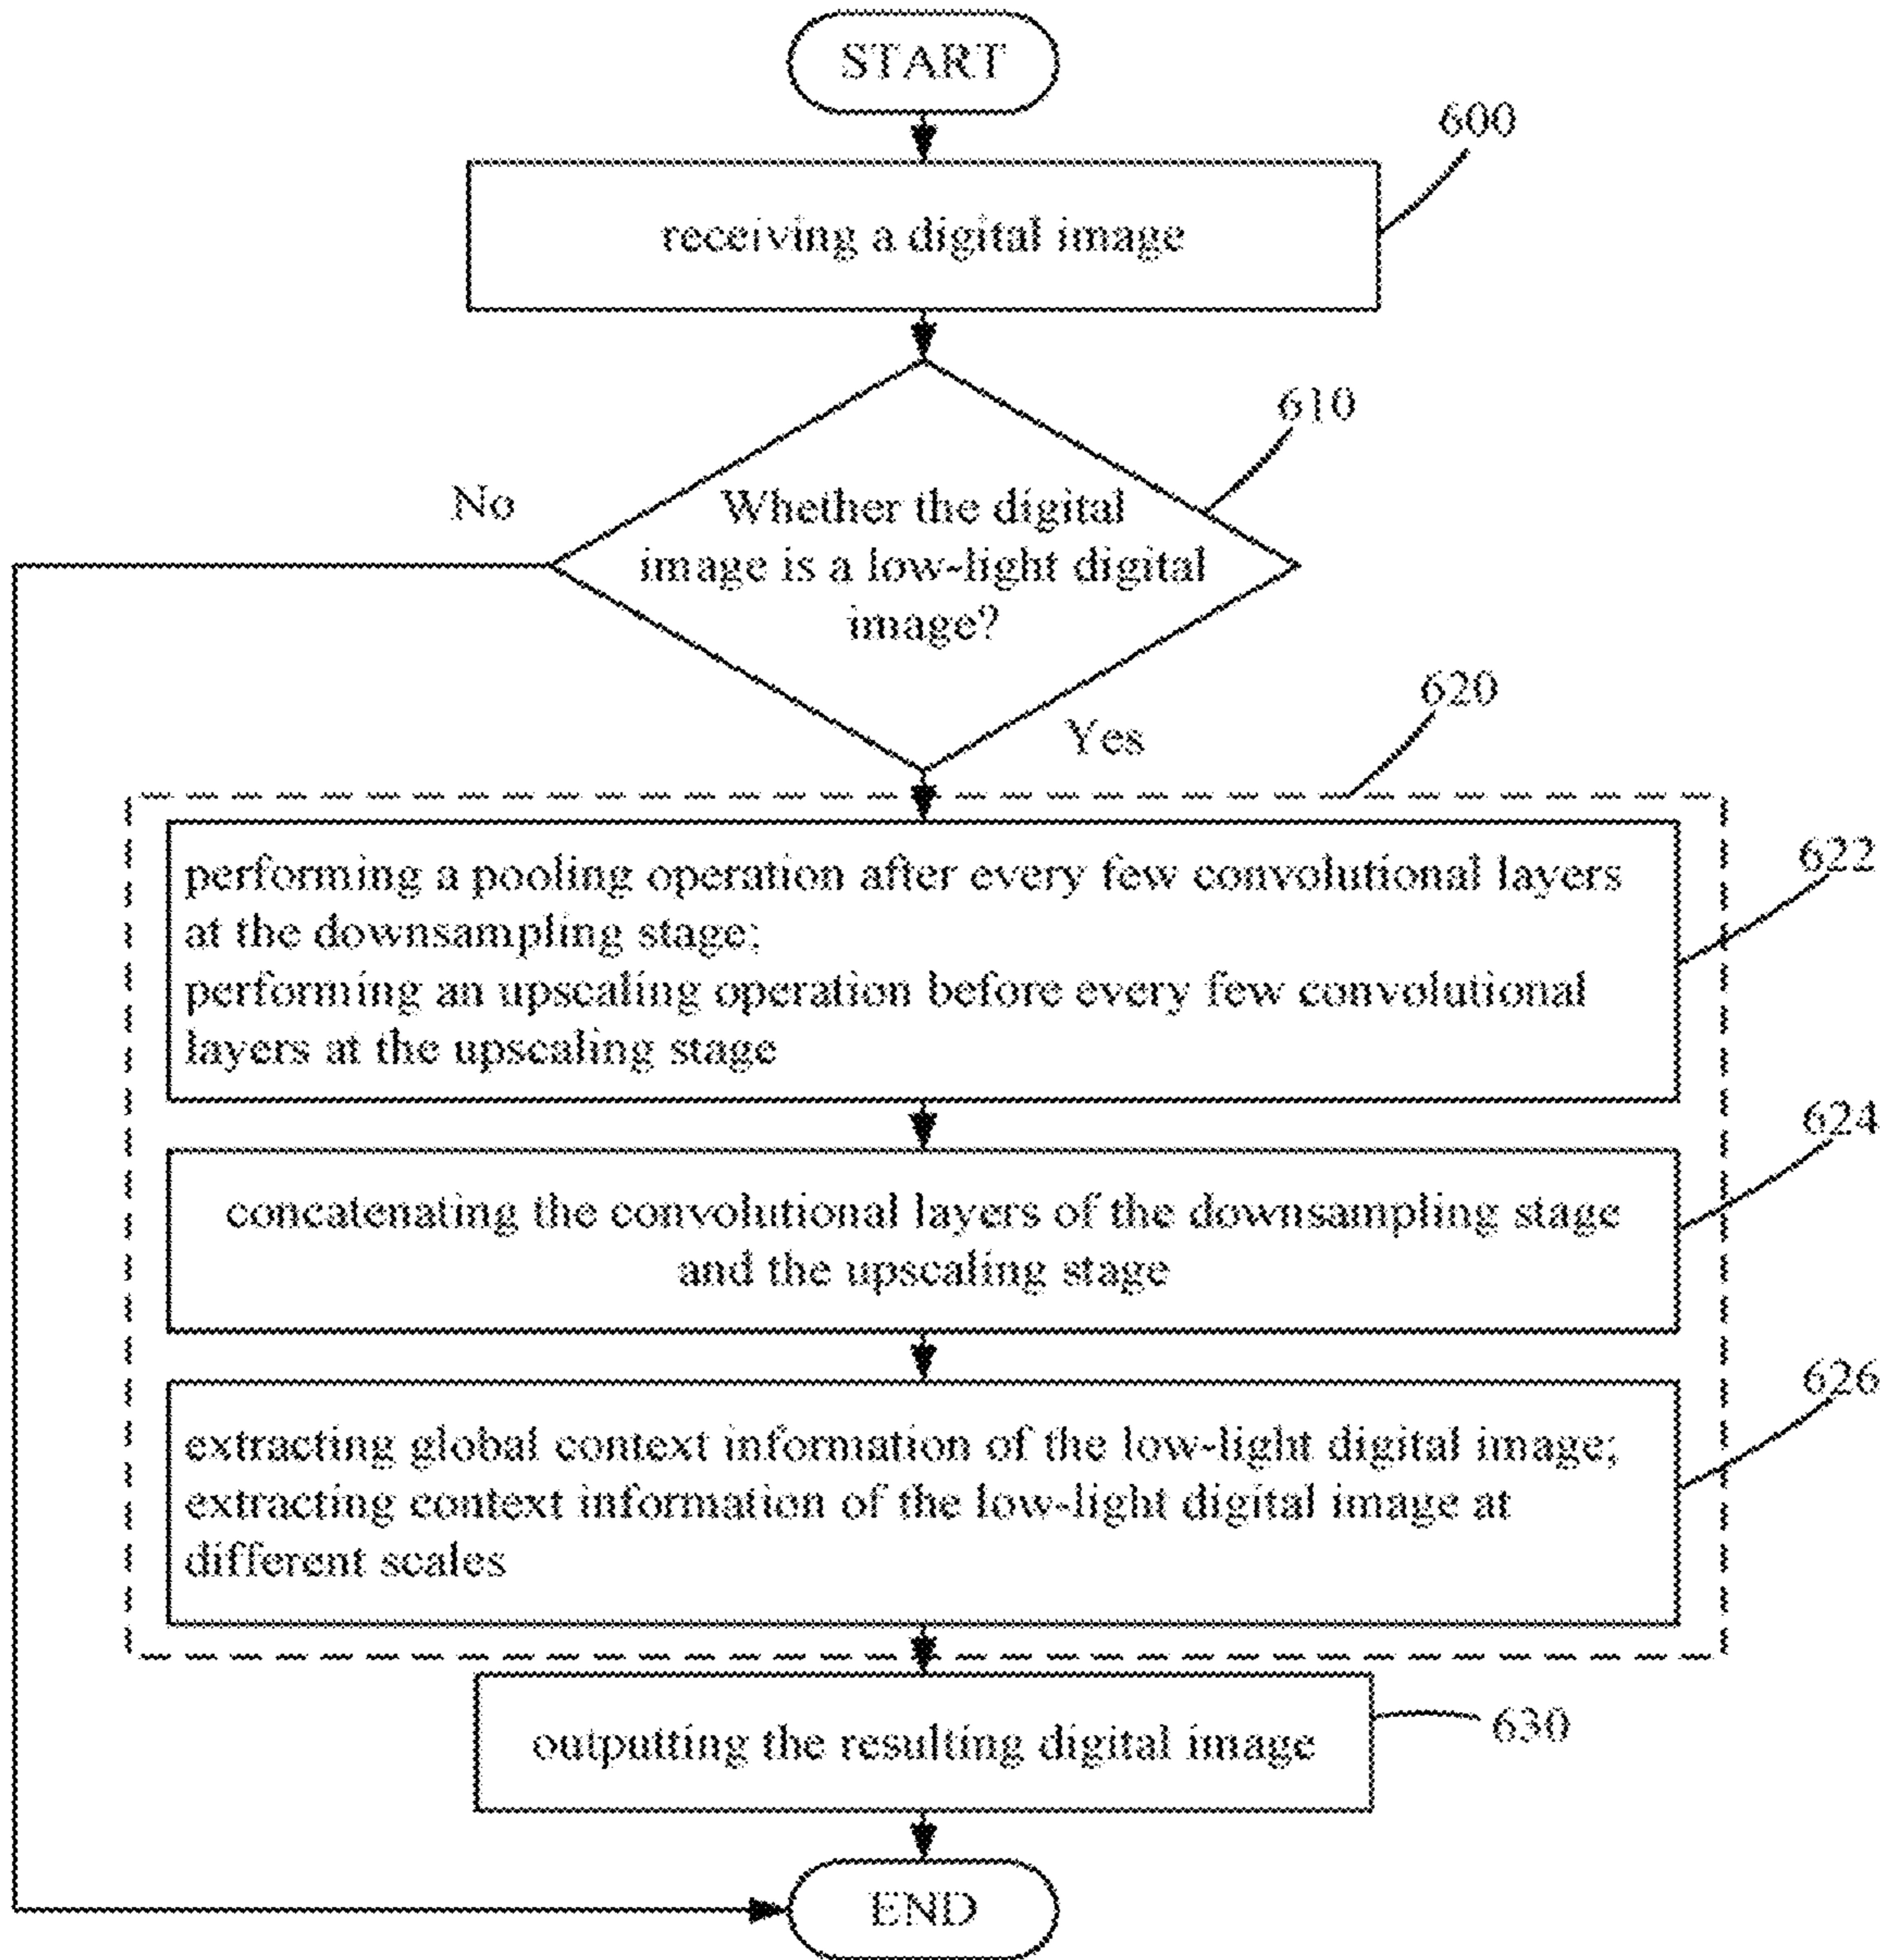 START
600
receiving a digital image
610
No
Whether the digital
image is a low-light digital
image?
620
Yes
622
performing a pooling operation after every few convolutional layers
at the downsampling stage;
performing an upscaling operation before every few convolutional
layers at the upscaling stage
624
concatenating the convolutional layers of the downsampling stage
and the upscaling stage
626
extracting global context information of the low-light digital image;
extracting context information of the low-light digital image at
different scales
630
outputting the resulting digital image
END